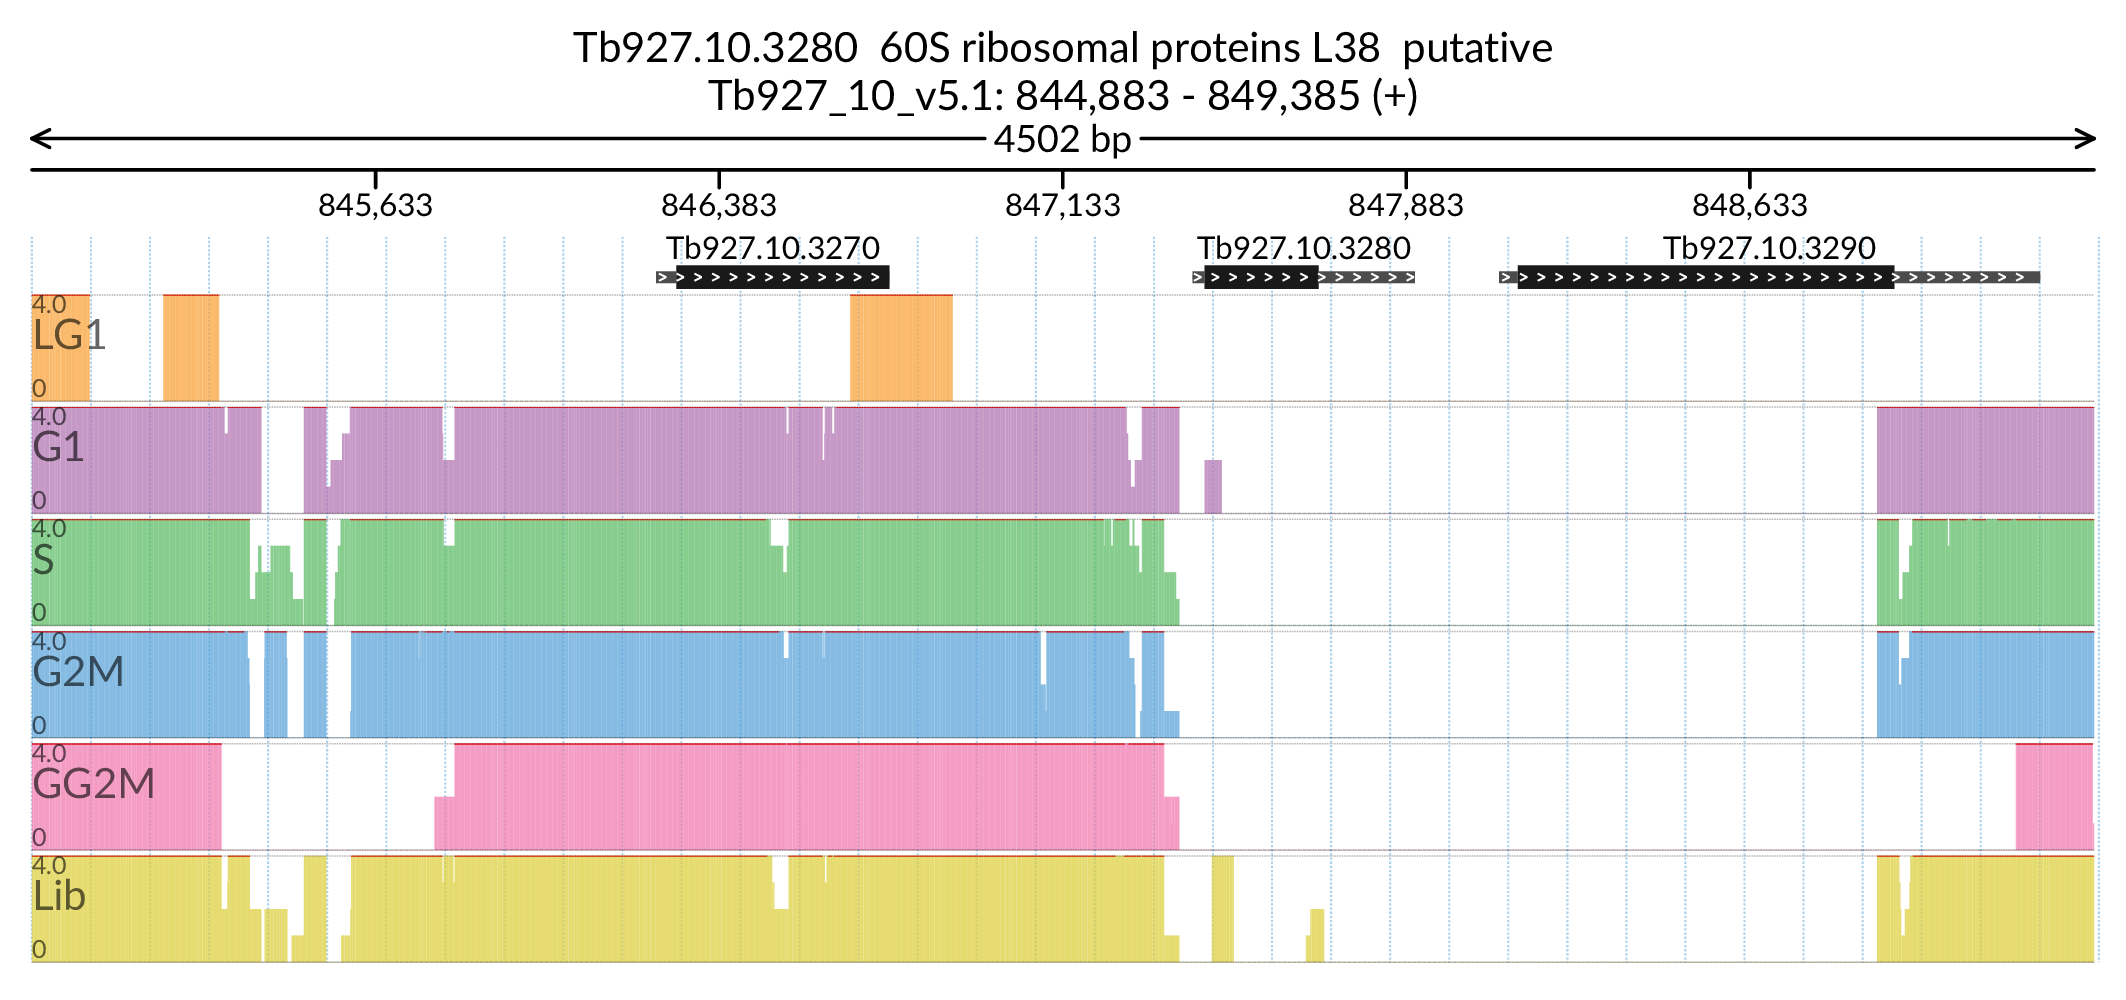 Tb927.10.3280 60S ribosomal proteins L38 putative
Tb927_10_v5.1: 844,883 - 849,385 (+)
4502 bp
845,633 846,383 847,133 847,883 848,633
Tb927.10.3270 Tb927.10.3280 Tb927.10.3290
4.0
LG1
0
4.0
G1
0
4.0
S
0
4.0
G2M
0
4.0
GG2M
0
4.0
Lib
0